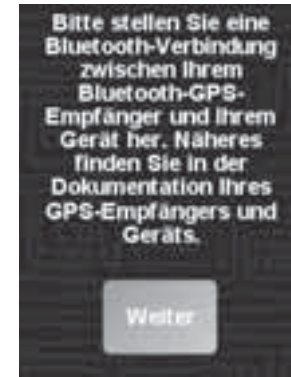 Bitte stellen Sie eine
Bluetooth-Verbindung
zwischen Ihrem
Bluetooth-GPS-
Empfänger und Ihrem
Gerät her. Näheres
finden Sie in der
Dokumentation Ihres
GPS-Empfängers und
Geräts.
Weiter